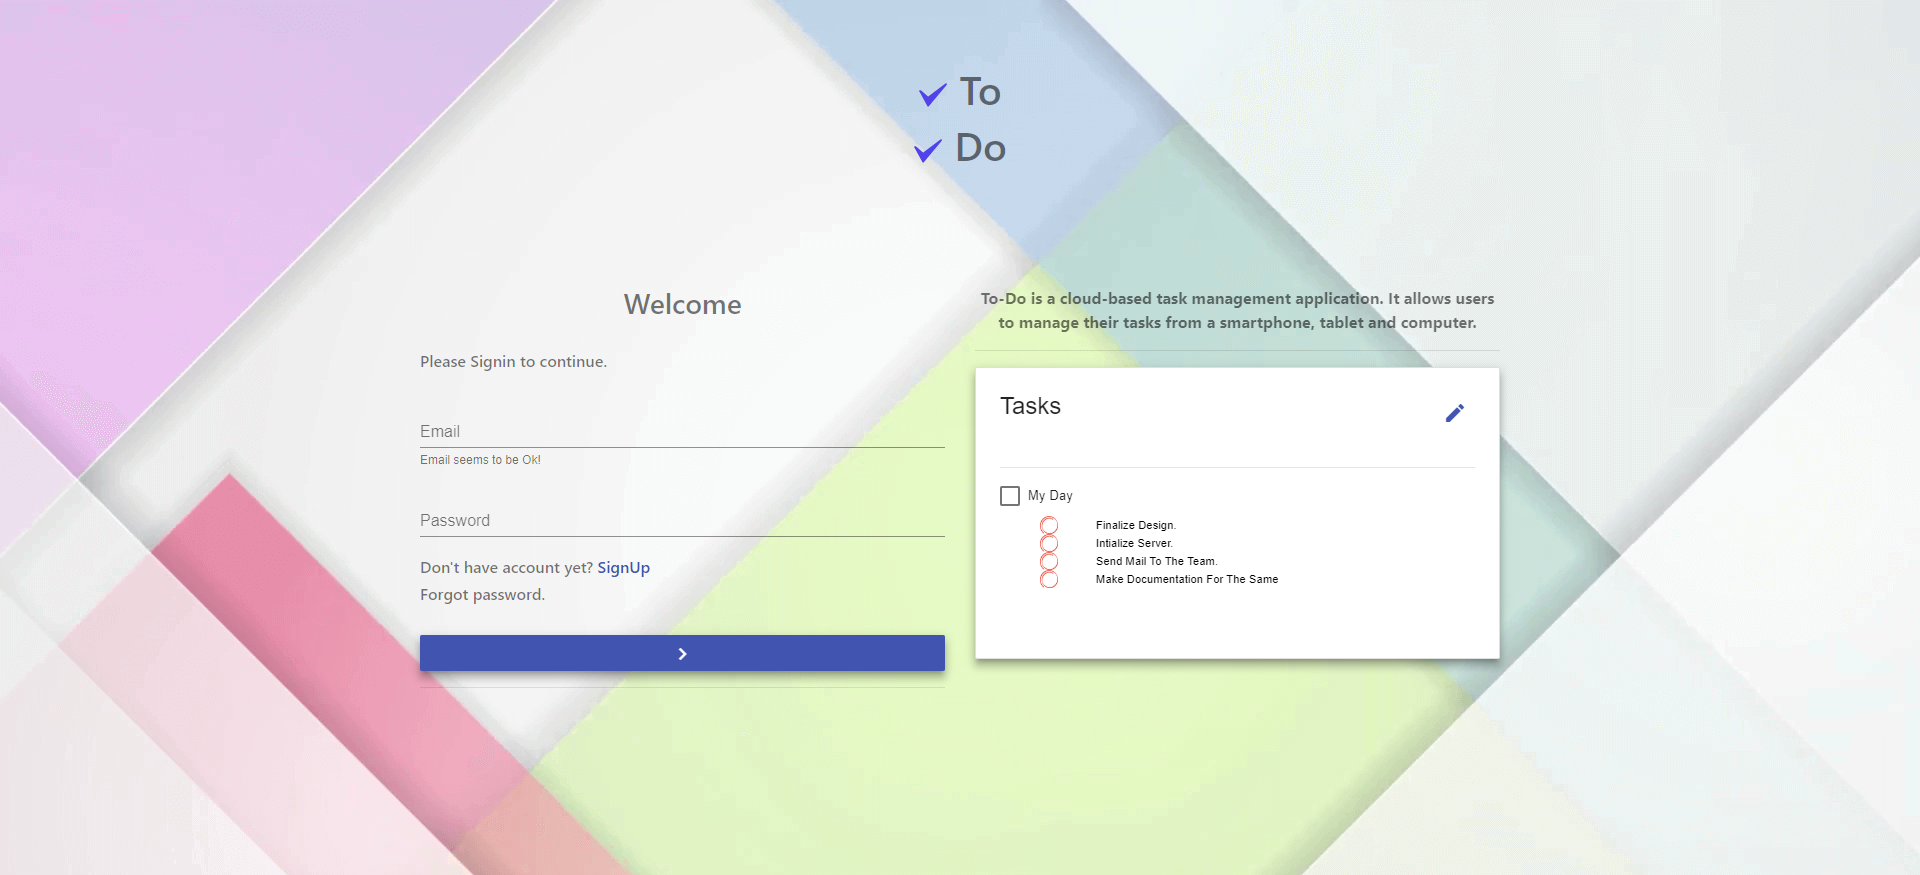 To
Do
Welcome
Please Signin to continue.
Email
Email seems to be Ok!
Password
Don't have account yet? SignUp
Forgot password.
To-Do is a cloud-based task management application. It allows users
to manage their tasks from a smartphone, tablet and computer.
Tasks
My Day
Finalize Design.
Intialize Server.
Send Mail To The Team.
Make Documentation For The Same